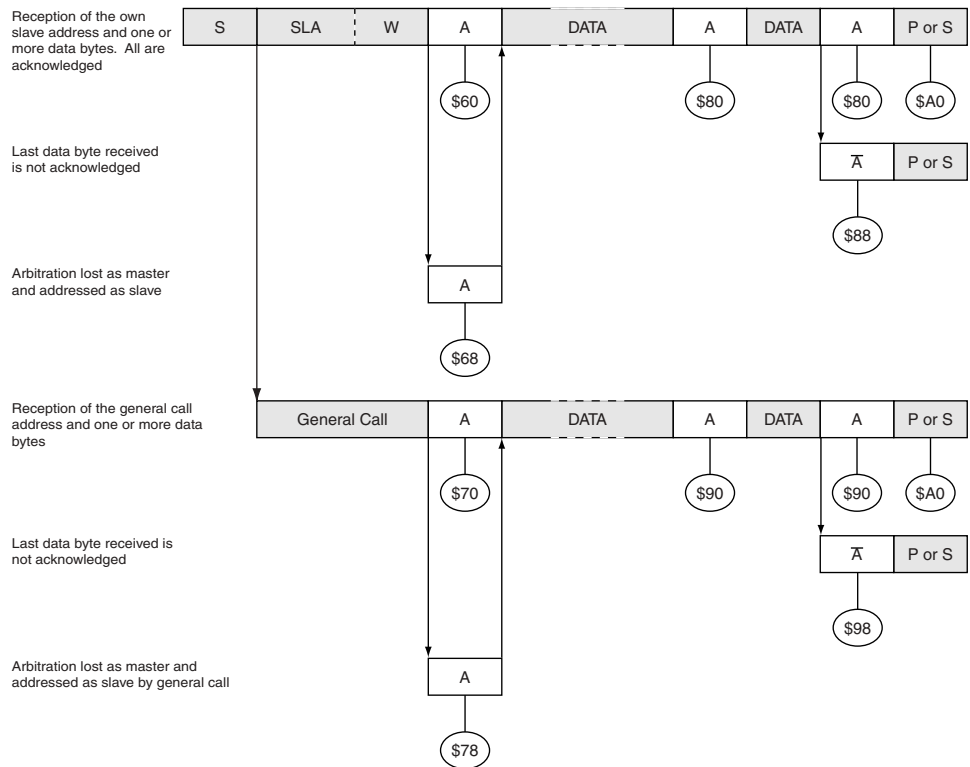 Reception of the own
slave address and one or
more data bytes. All are
acknowledged
S SLA W A DATA A DATA A P or S
$60 $80 $80 $A0
Last data byte received
is not acknowledged
A̅ P or S
$88
Arbitration lost as master
and addressed as slave
A
$68
Reception of the general call
address and one or more data
bytes
General Call A DATA A DATA A P or S
$70 $90 $90 $A0
Last data byte received is
not acknowledged
A̅ P or S
$98
Arbitration lost as master and
addressed as slave by general call
A
$78